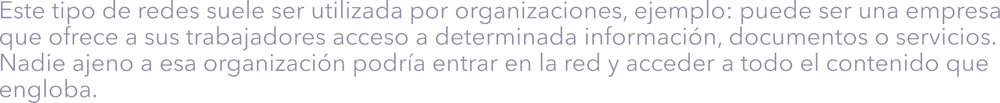 Este tipo de redes suele ser utilizada por organizaciones, ejemplo: puede ser una empresa
que ofrece a sus trabajadores acceso a determinada información, documentos o servicios.
Nadie ajeno a esa organización podría entrar en la red y acceder a todo el contenido que
engloba.